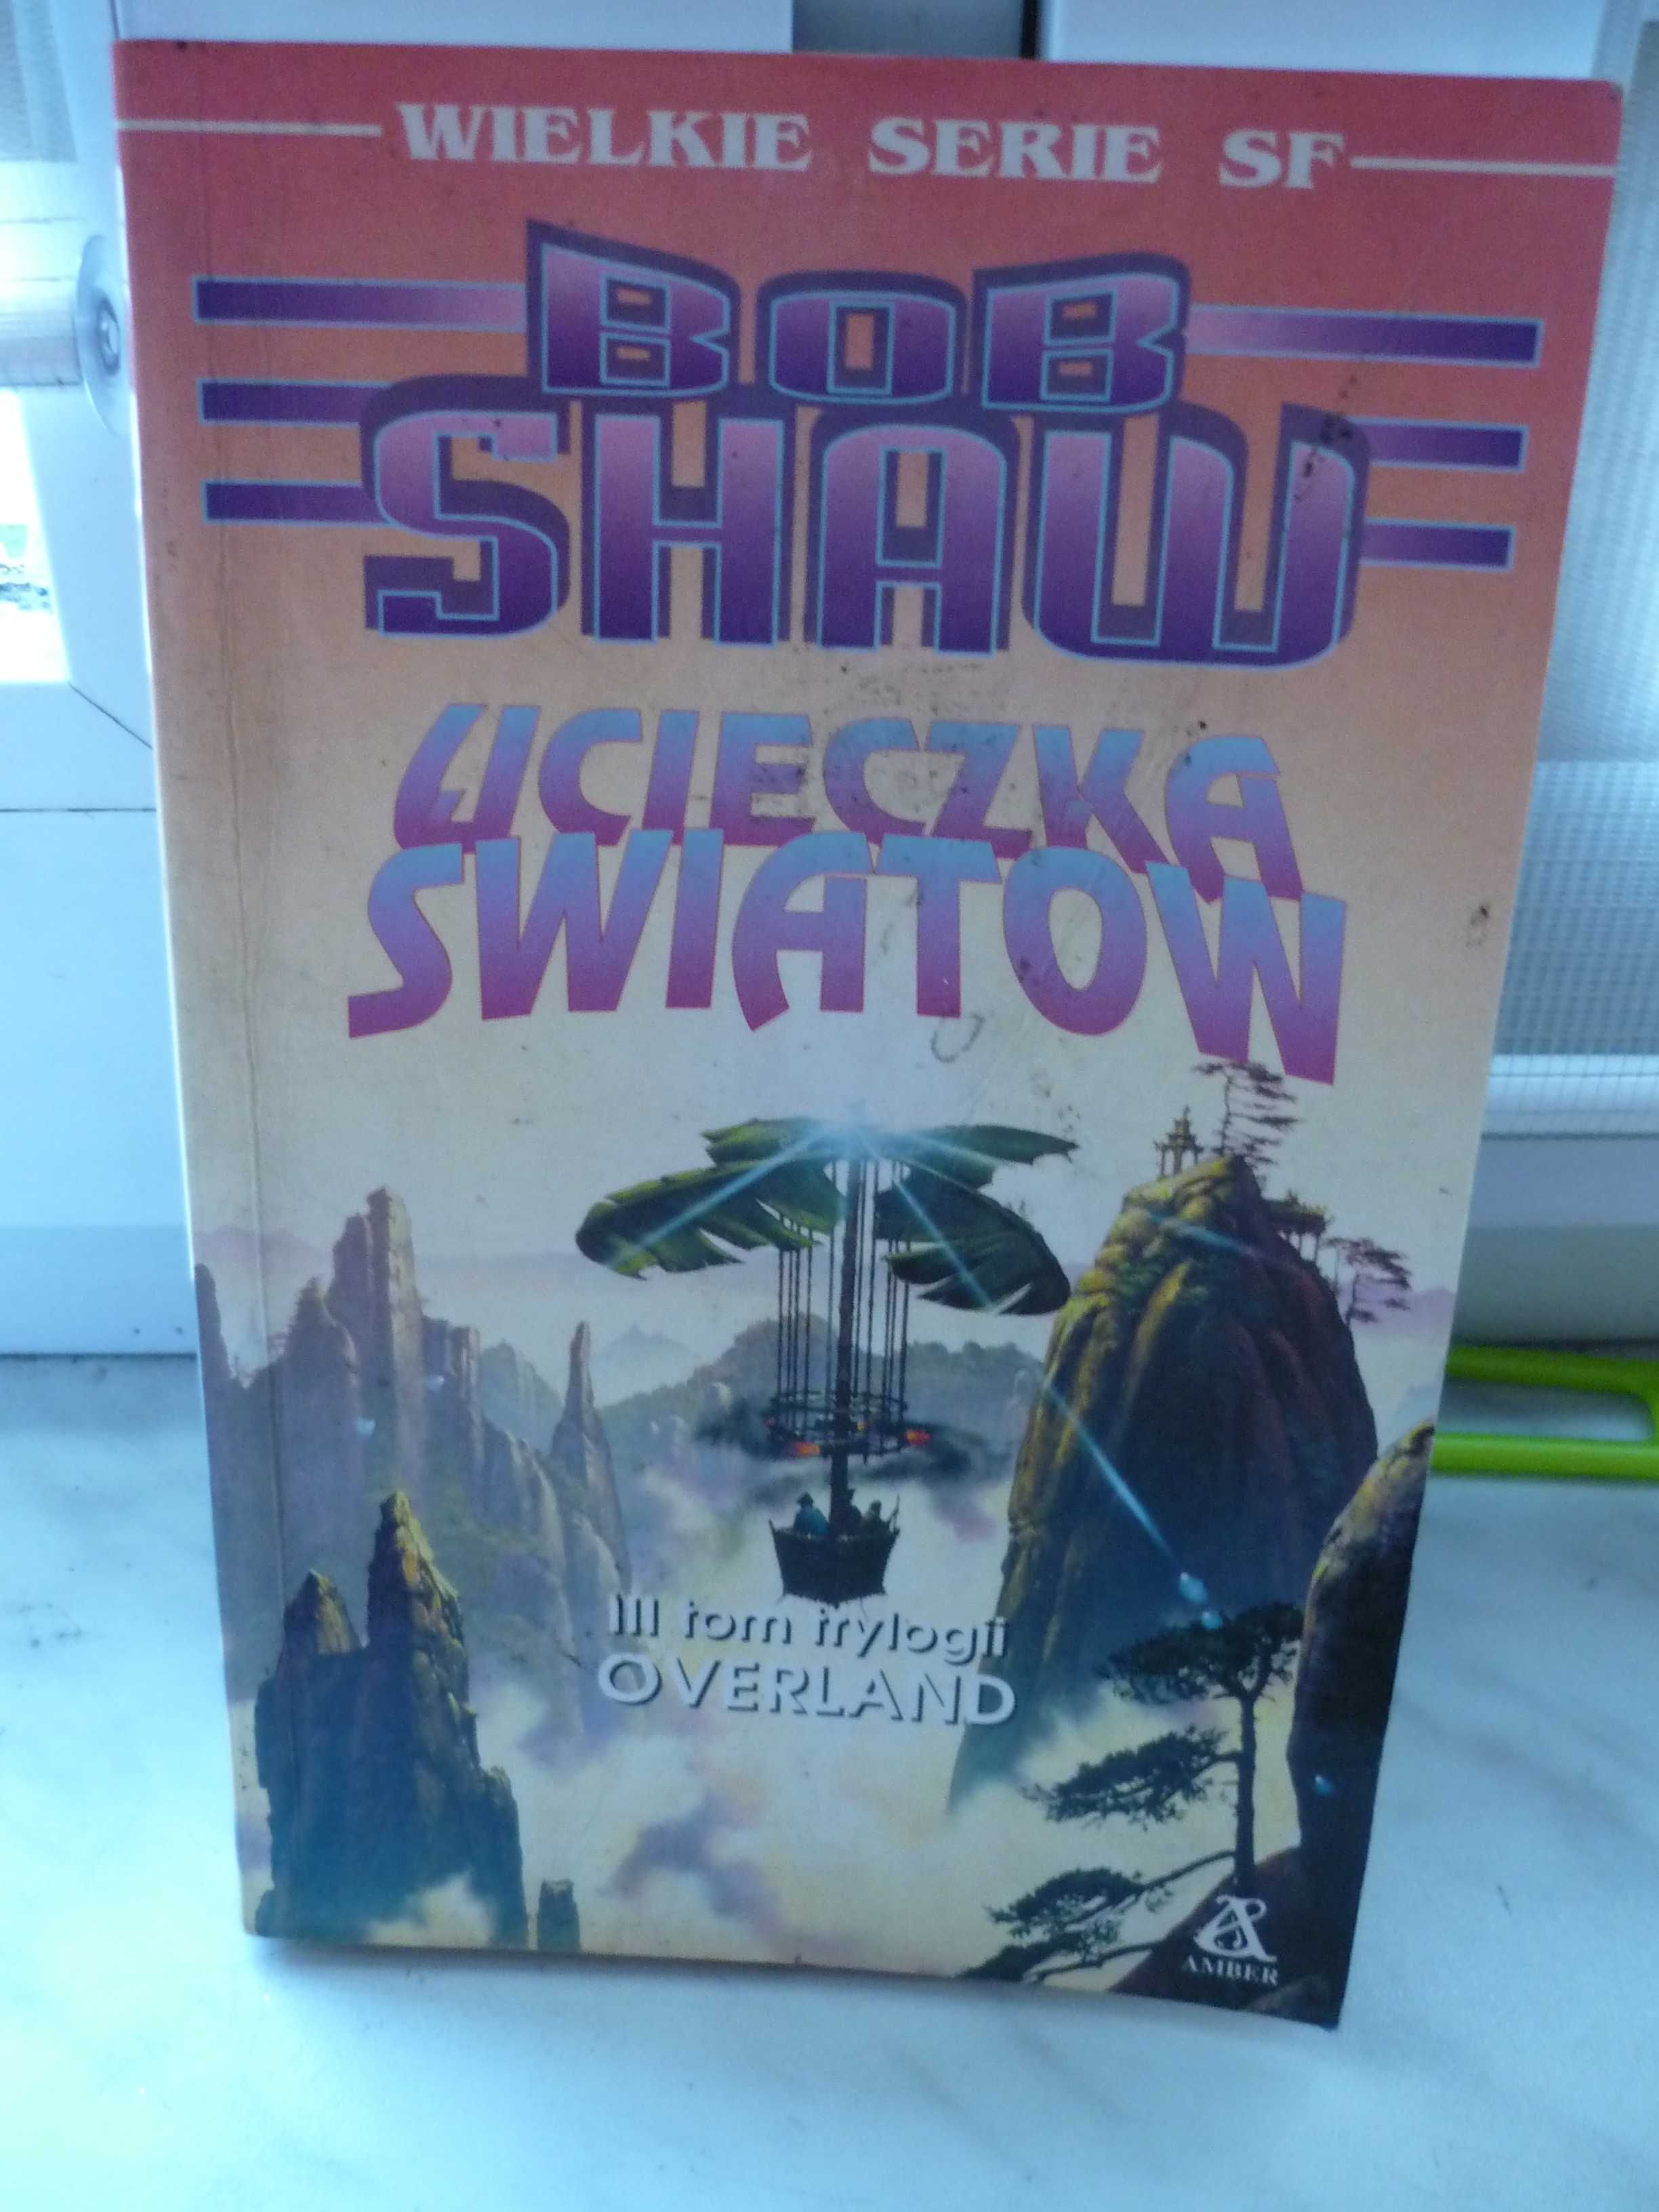 WIELKIE SERIE SF
BOB
SHAW
UCIECZKA
SWIATOW
III tom trylogii
OVERLAND
AMBER